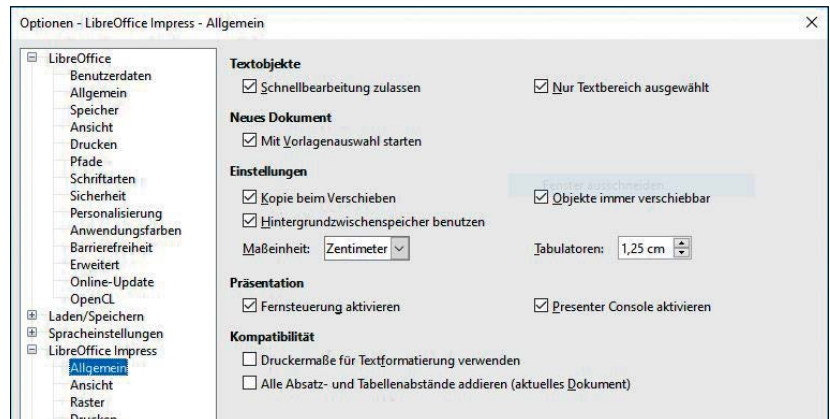 Optionen - LibreOffice Impress - Allgemein
LibreOffice
Benutzerdaten
Allgemein
Speicher
Ansicht
Drucken
Pfade
Schriftarten
Sicherheit
Personalisierung
Anwendungsfarben
Barrierefreiheit
Erweitert
Online-Update
OpenCL
Laden/Speichern
Spracheinstellungen
LibreOffice Impress
Allgemein
Ansicht
Raster
Drucken
Textobjekte
Schnellbearbeitung zulassen Nur Textbereich ausgewählt
Neues Dokument
Mit Vorlagenauswahl starten
Einstellungen
Fenster ausschneiden
Kopie beim Verschieben Objekte immer verschiebbar
Hintergrundzwischenspeicher benutzen
Maßeinheit: Zentimeter Tabulatoren: 1,25 cm
Präsentation
Fernsteuerung aktivieren Presenter Console aktivieren
Kompatibilität
Druckermaße für Textformatierung verwenden
Alle Absatz- und Tabellenabstände addieren (aktuelles Dokument)